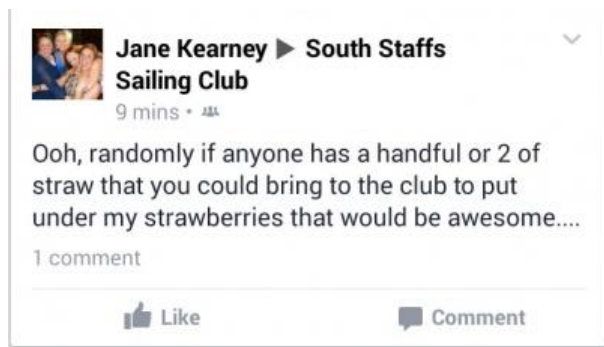 Jane Kearney ▶ South Staffs
Sailing Club
9 mins •
Ooh, randomly if anyone has a handful or 2 of
straw that you could bring to the club to put
under my strawberries that would be awesome....
1 comment
Like Comment